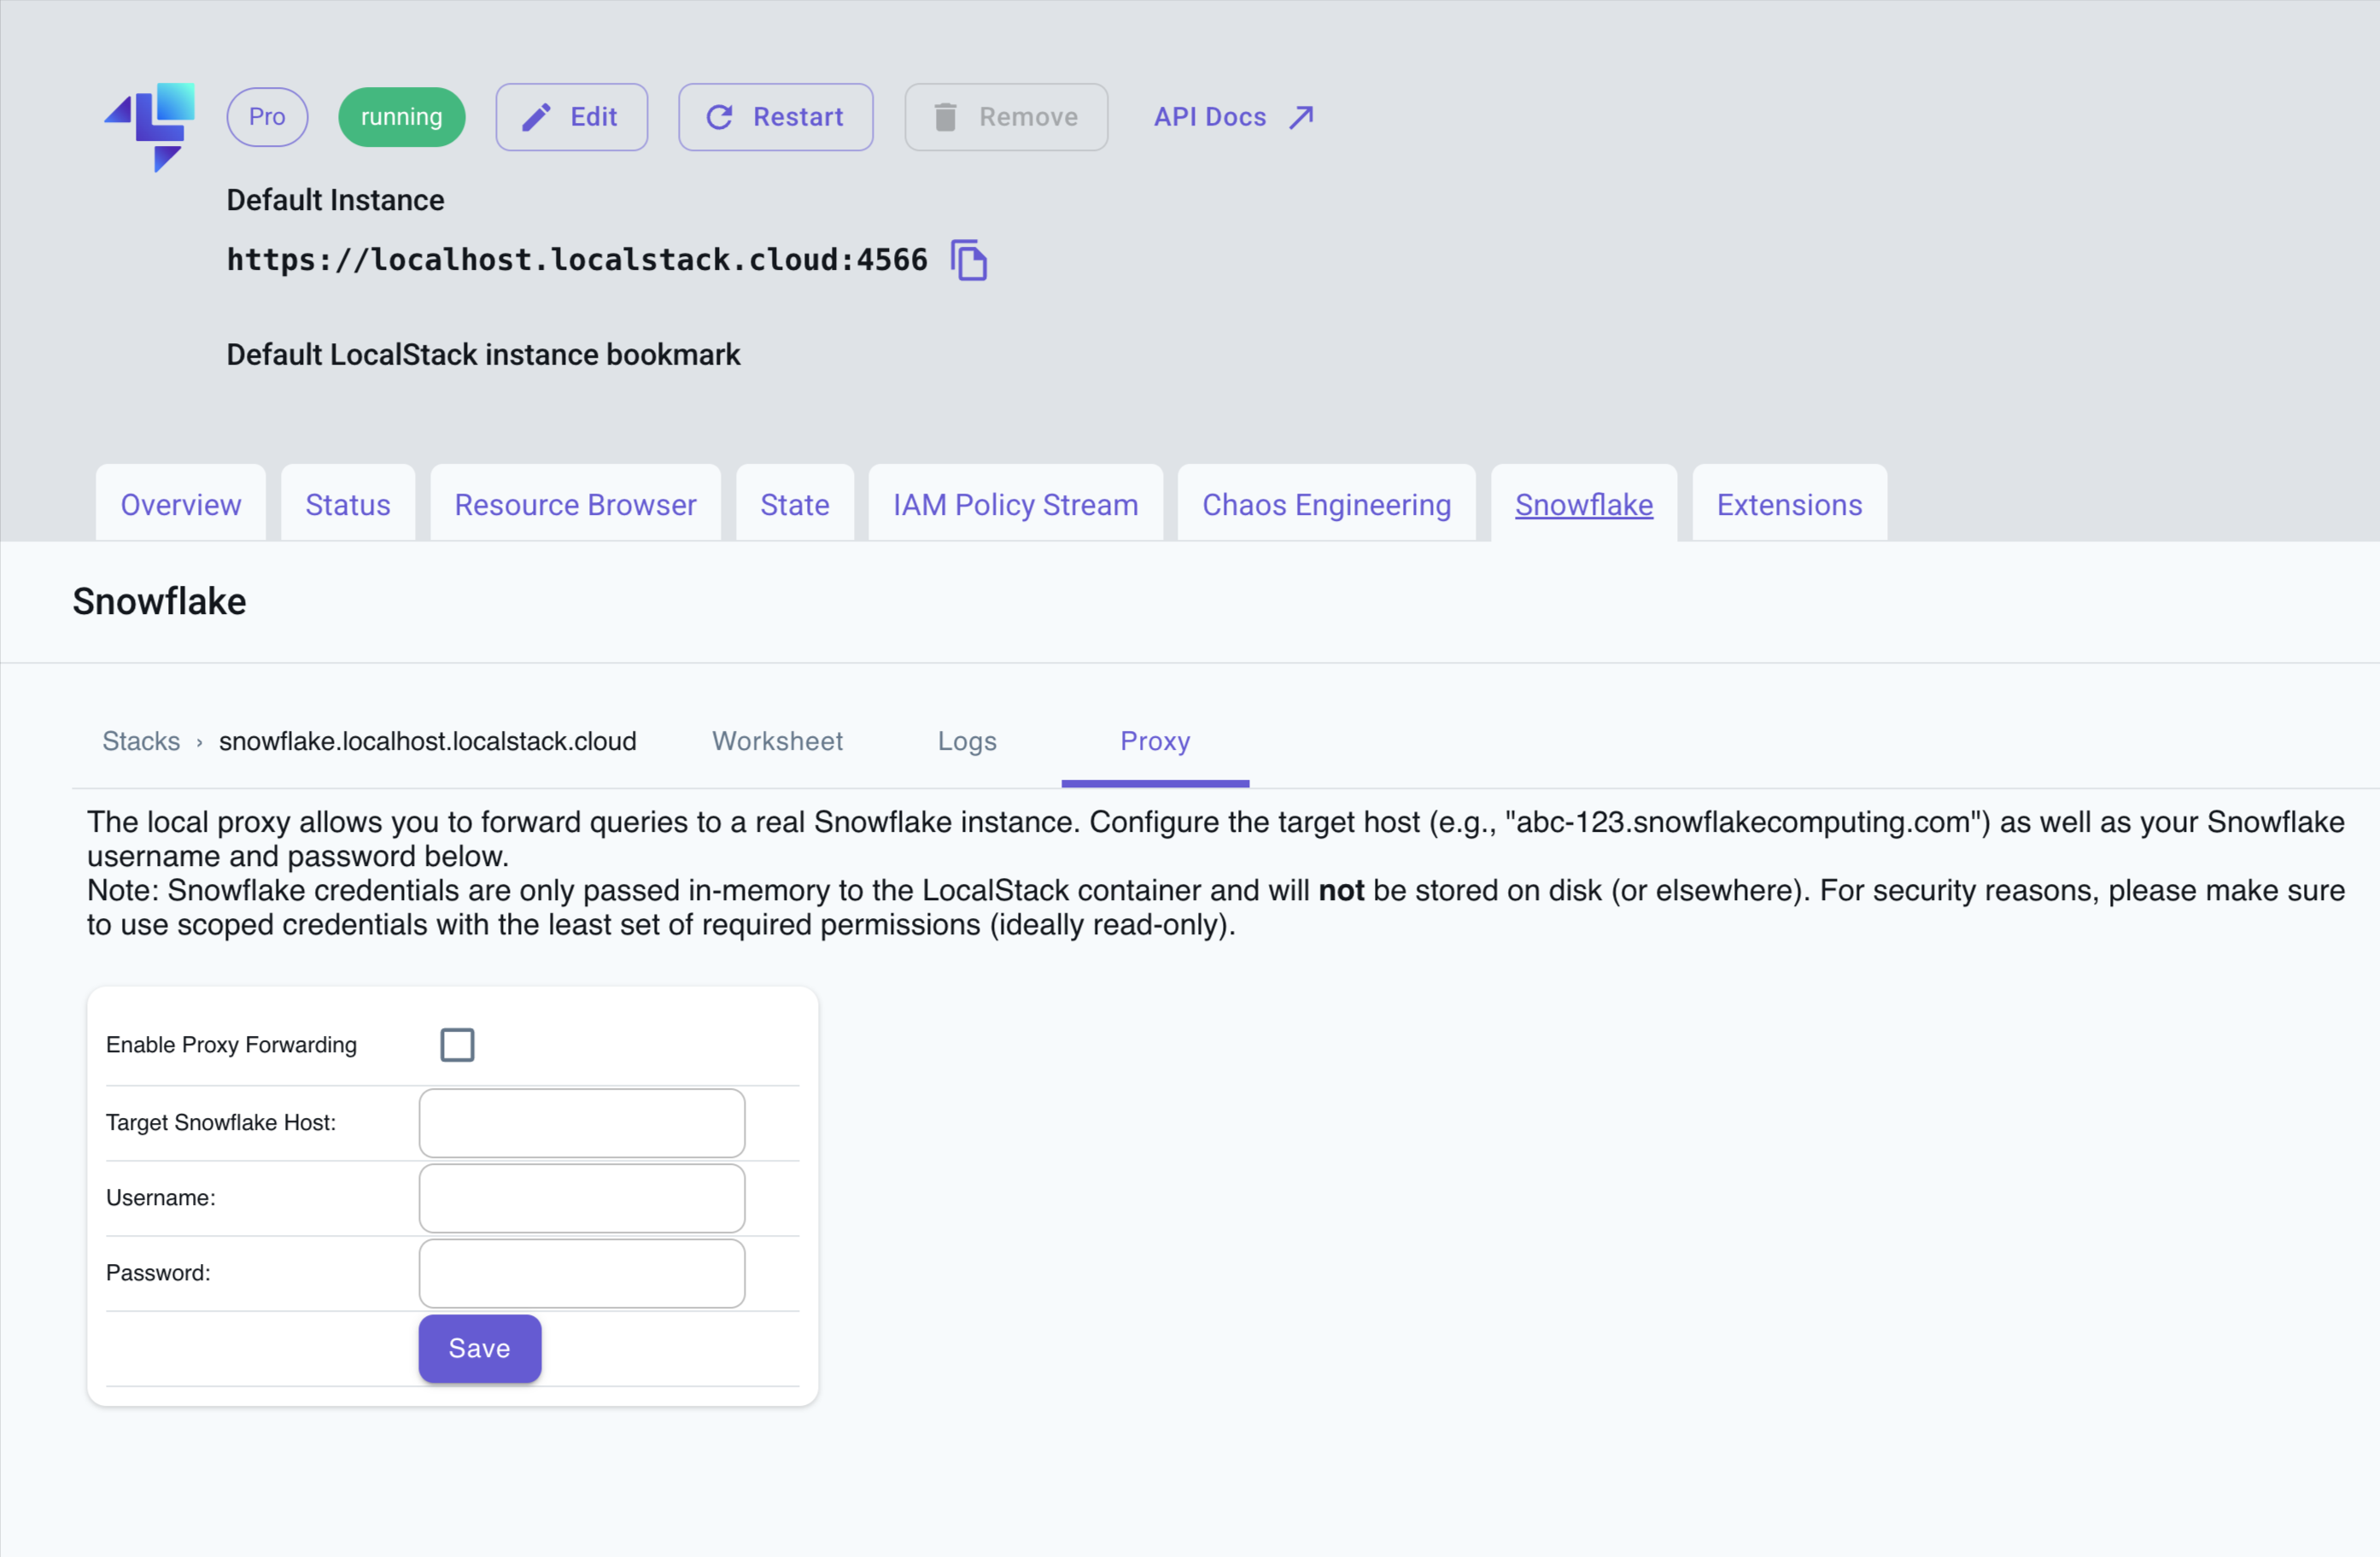 Pro running Edit Restart Remove API Docs
Default Instance
https://localhost.localstack.cloud:4566
Default LocalStack instance bookmark
Overview Status Resource Browser State IAM Policy Stream Chaos Engineering Snowflake Extensions
Snowflake
Stacks › snowflake.localhost.localstack.cloud Worksheet Logs Proxy
The local proxy allows you to forward queries to a real Snowflake instance. Configure the target host (e.g., "abc-123.snowflakecomputing.com") as well as your Snowflake
username and password below.
Note: Snowflake credentials are only passed in-memory to the LocalStack container and will not be stored on disk (or elsewhere). For security reasons, please make sure
to use scoped credentials with the least set of required permissions (ideally read-only).
Enable Proxy Forwarding
Target Snowflake Host:
Username:
Password:
Save